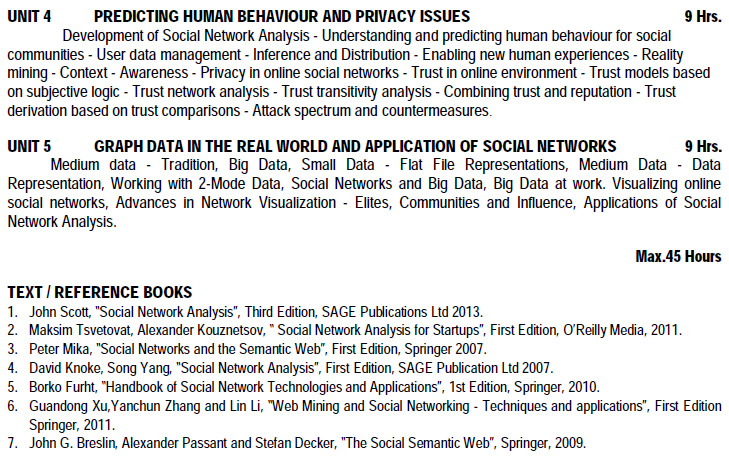 UNIT 4 PREDICTING HUMAN BEHAVIOUR AND PRIVACY ISSUES 9 Hrs.
Development of Social Network Analysis - Understanding and predicting human behaviour for social
communities - User data management - Inference and Distribution - Enabling new human experiences - Reality
mining - Context - Awareness - Privacy in online social networks - Trust in online environment - Trust models based
on subjective logic - Trust network analysis - Trust transitivity analysis - Combining trust and reputation - Trust
derivation based on trust comparisons - Attack spectrum and countermeasures.
UNIT 5 GRAPH DATA IN THE REAL WORLD AND APPLICATION OF SOCIAL NETWORKS 9 Hrs.
Medium data - Tradition, Big Data, Small Data - Flat File Representations, Medium Data - Data
Representation, Working with 2-Mode Data, Social Networks and Big Data, Big Data at work. Visualizing online
social networks, Advances in Network Visualization - Elites, Communities and Influence, Applications of Social
Network Analysis.
Max.45 Hours
TEXT / REFERENCE BOOKS
1. John Scott, "Social Network Analysis", Third Edition, SAGE Publications Ltd 2013.
2. Maksim Tsvetovat, Alexander Kouznetsov, " Social Network Analysis for Startups", First Edition, O'Reilly Media, 2011.
3. Peter Mika, "Social Networks and the Semantic Web", First Edition, Springer 2007.
4. David Knoke, Song Yang, "Social Network Analysis", First Edition, SAGE Publication Ltd 2007.
5. Borko Furht, "Handbook of Social Network Technologies and Applications", 1st Edition, Springer, 2010.
6. Guandong Xu,Yanchun Zhang and Lin Li, "Web Mining and Social Networking - Techniques and applications", First Edition
Springer, 2011.
7. John G. Breslin, Alexander Passant and Stefan Decker, "The Social Semantic Web", Springer, 2009.